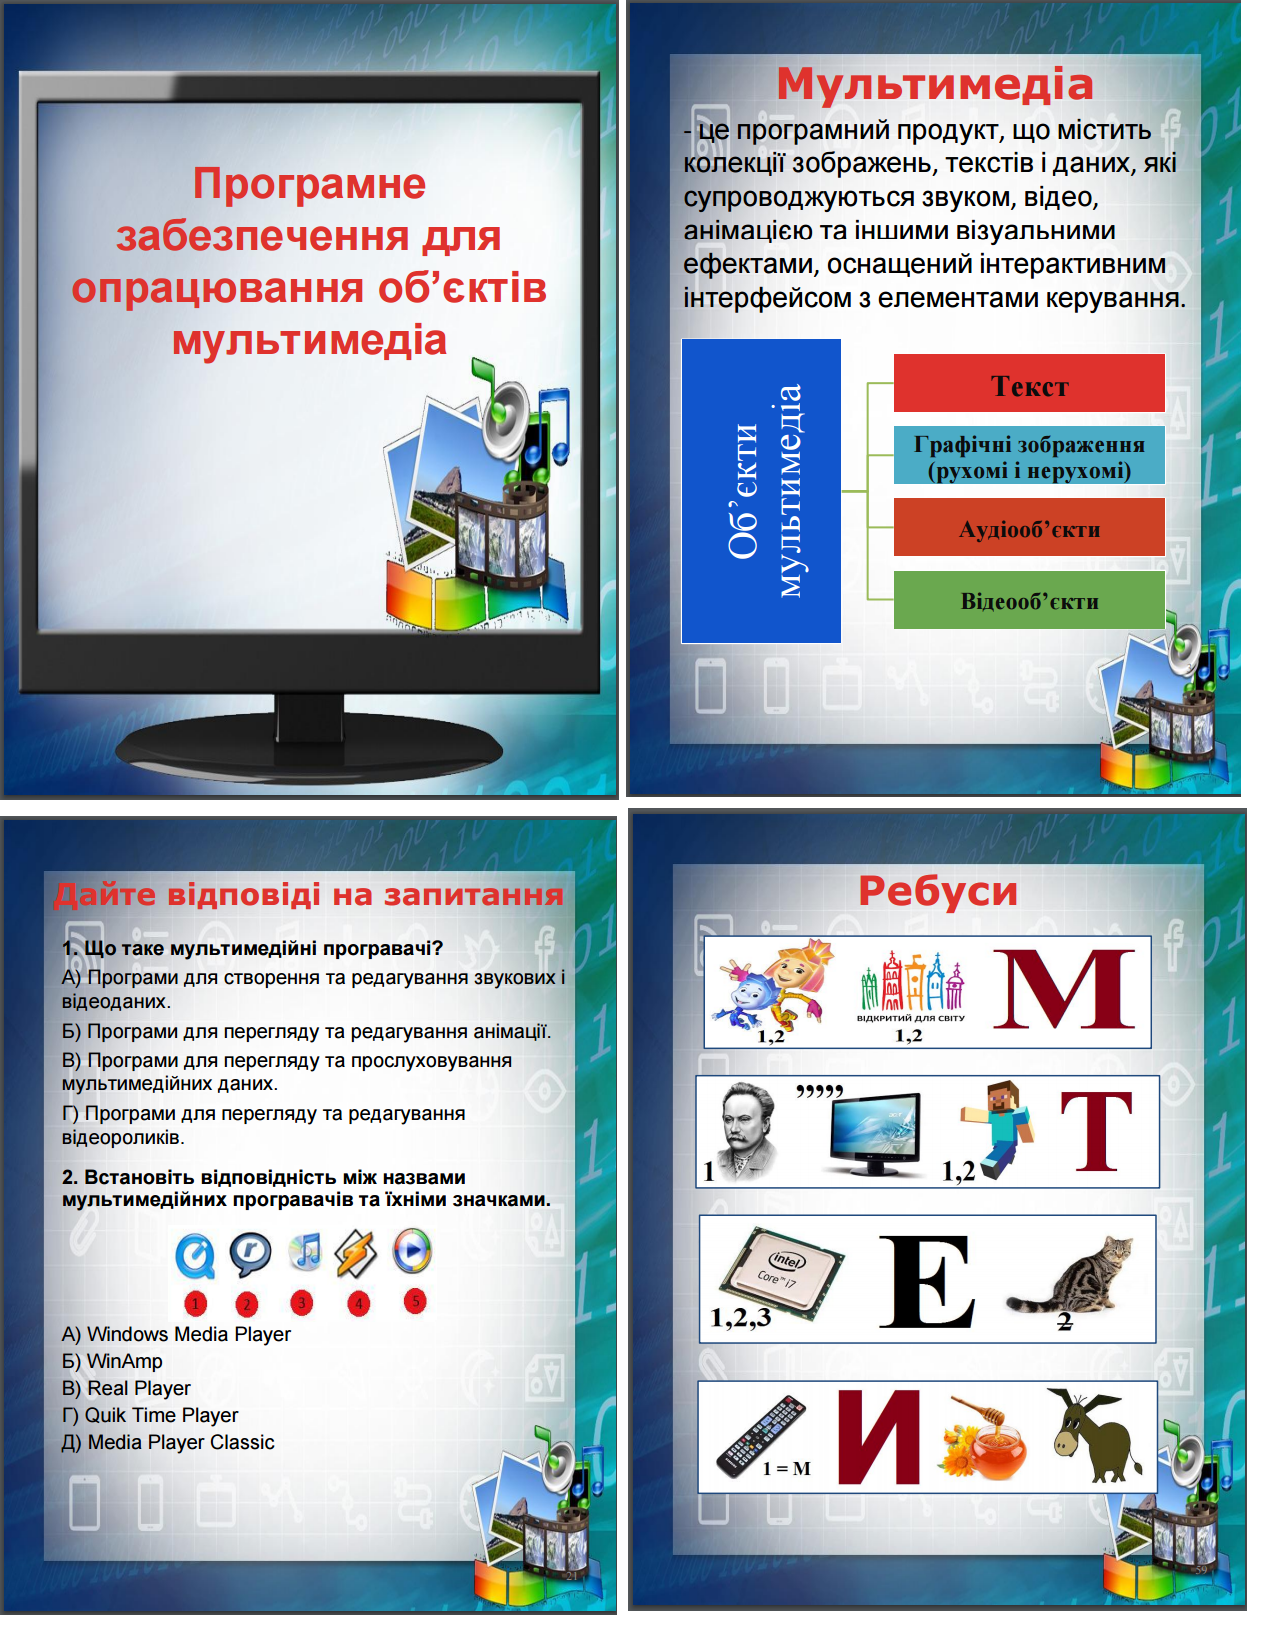 Програмне
забезпечення для
опрацювання об’єктів
мультимедіа
Мультимедіа
- це програмний продукт, що містить
колекції зображень, текстів і даних, які
супроводжуються звуком, відео,
анімацією та іншими візуальними
ефектами, оснащений інтерактивним
інтерфейсом з елементами керування.
Об’єкти
мультимедіа
Текст
Графічні зображення
(рухомі і нерухомі)
Аудіооб’єкти
Відеооб’єкти
Дайте відповіді на запитання
1. Що таке мультимедійні програвачі?
А) Програми для створення та редагування звукових і
відеоданих.
Б) Програми для перегляду та редагування анімації.
В) Програми для перегляду та прослуховування
мультимедійних даних.
Г) Програми для перегляду та редагування
відеороликів.
2. Встановіть відповідність між назвами
мультимедійних програвачів та їхніми значками.
1 2 3 4 5
А) Windows Media Player
Б) WinAmp
В) Real Player
Г) Quik Time Player
Д) Media Player Classic
21
Ребуси
М
ВІДКРИТИЙ ДЛЯ СВІТУ
1,2 1,2
,,,,,
1 1,2 Т
intel
Core i7
1,2,3 Е 2
1 = М И
59